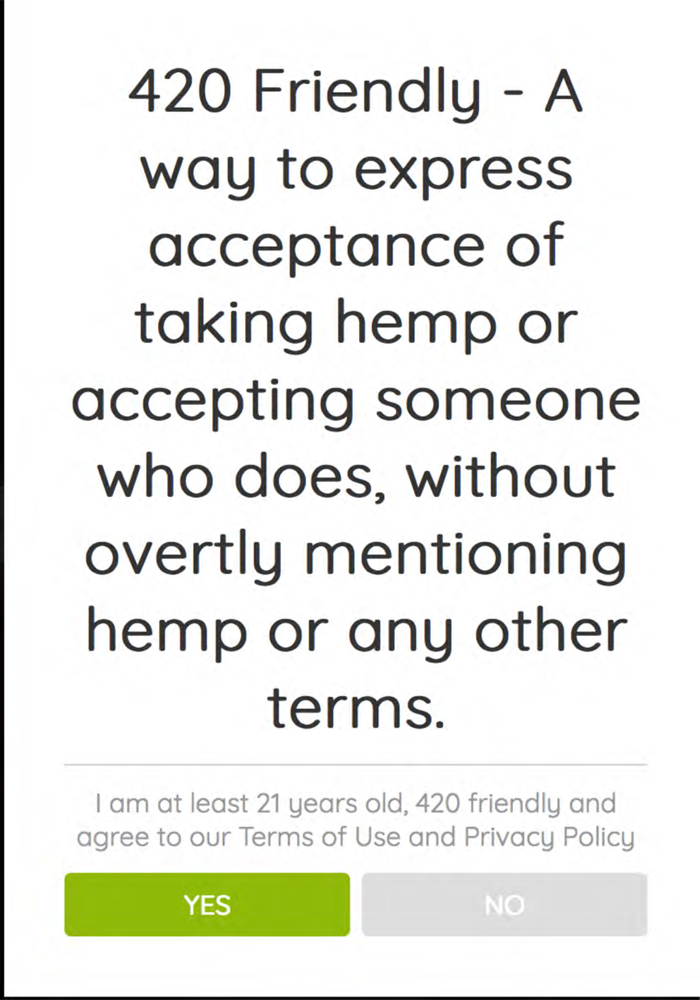 420 Friendly - A
way to express
acceptance of
taking hemp or
accepting someone
who does, without
overtly mentioning
hemp or any other
terms.
I am at least 21 years old, 420 friendly and
agree to our Terms of Use and Privacy Policy
YES
NO